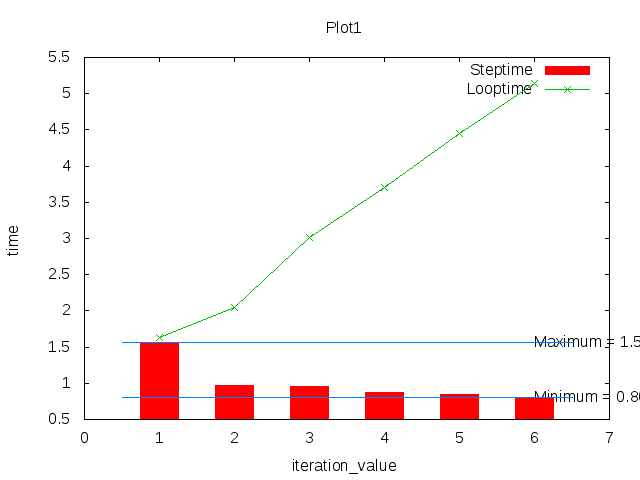 Plot1
5.5
5
4.5
4
3.5
3
2.5
2
1.5
1
0.5
time
Steptime
Looptime
Maximum = 1.5
Minimum = 0.80
0 1 2 3 4 5 6 7
iteration_value